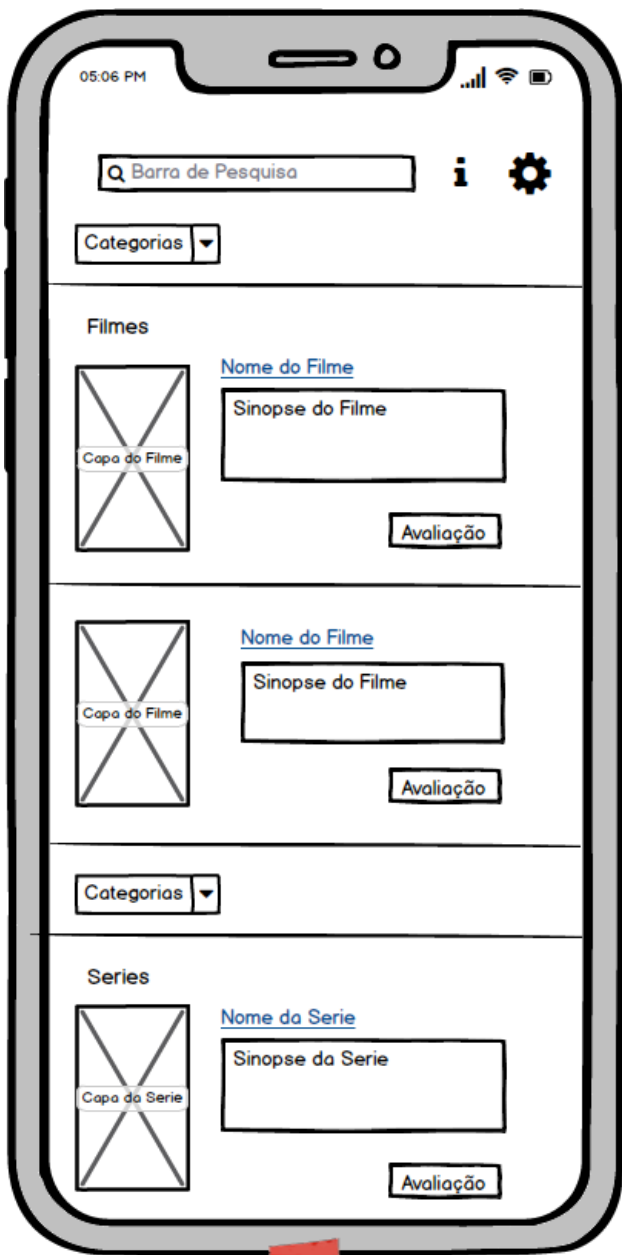 05:06 PM
Barra de Pesquisa
i
Categorias
Filmes
Nome do Filme
Sinopse do Filme
Capa do Filme
Avaliação
Nome do Filme
Sinopse do Filme
Capa do Filme
Avaliação
Categorias
Series
Nome da Serie
Sinopse da Serie
Capa da Serie
Avaliação